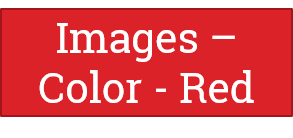 Images –
Color - Red